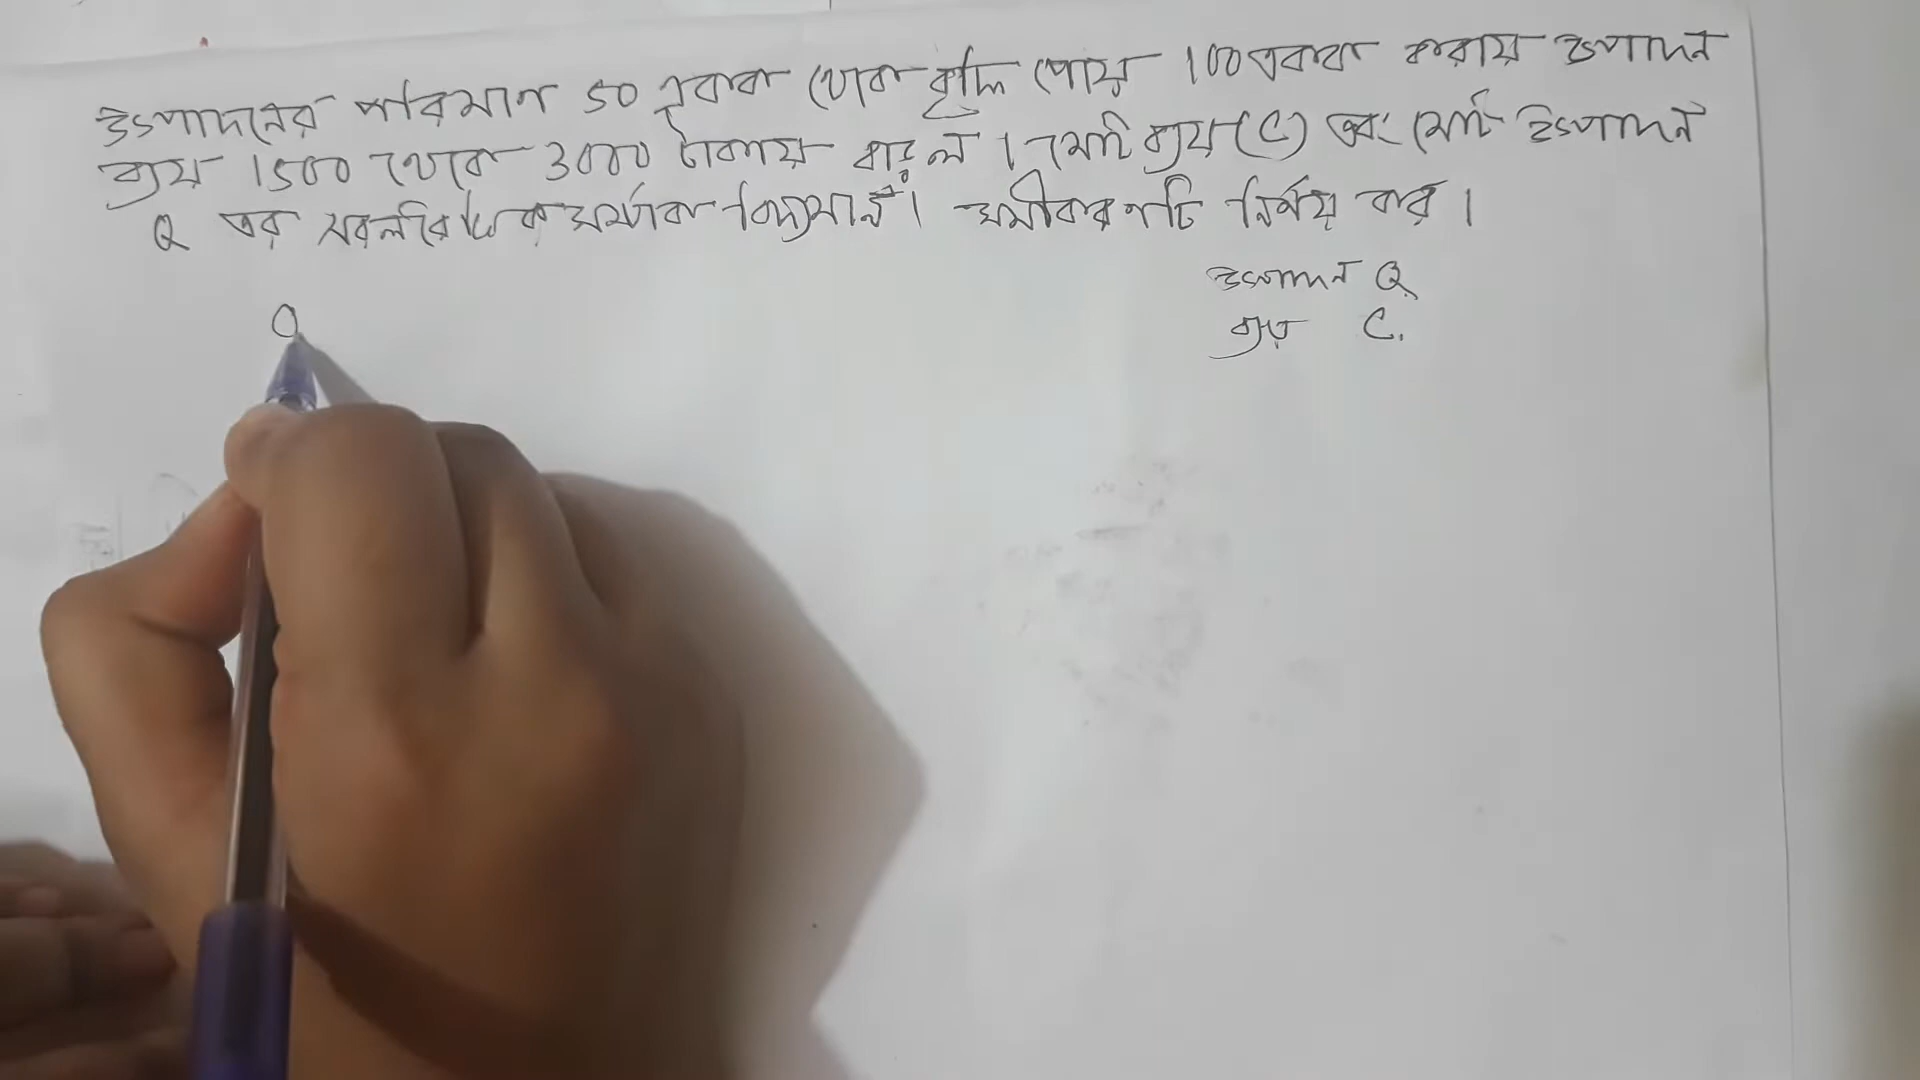 উৎপাদনের পরিমান 50 একক থেকে বৃদ্ধি পেয়ে 100 একক করায় উৎপাদন
ব্যয় 1500 থেকে 3000 টাকায় বাড়ল। মোট ব্যয় (C) এবং মোট উৎপাদন
Q এর সরলরৈখিক সম্পর্ক বিদ্যমান। সমীকরণটি নির্ণয় কর।
উৎপাদন Q
ব্যয় C.
Q